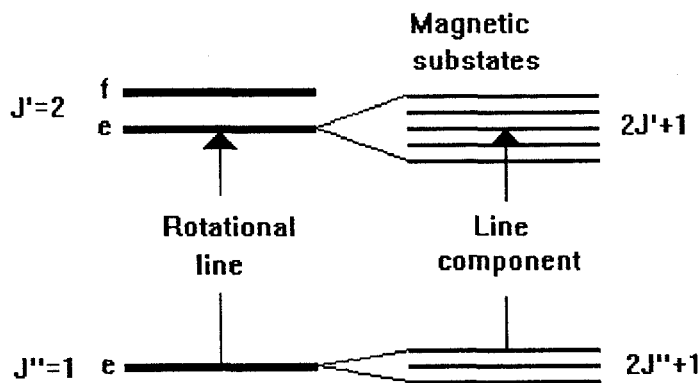 Magnetic
substates
f
J'=2
e
2J'+1
Rotational
line
Line
component
J"=1
e
2J"+1